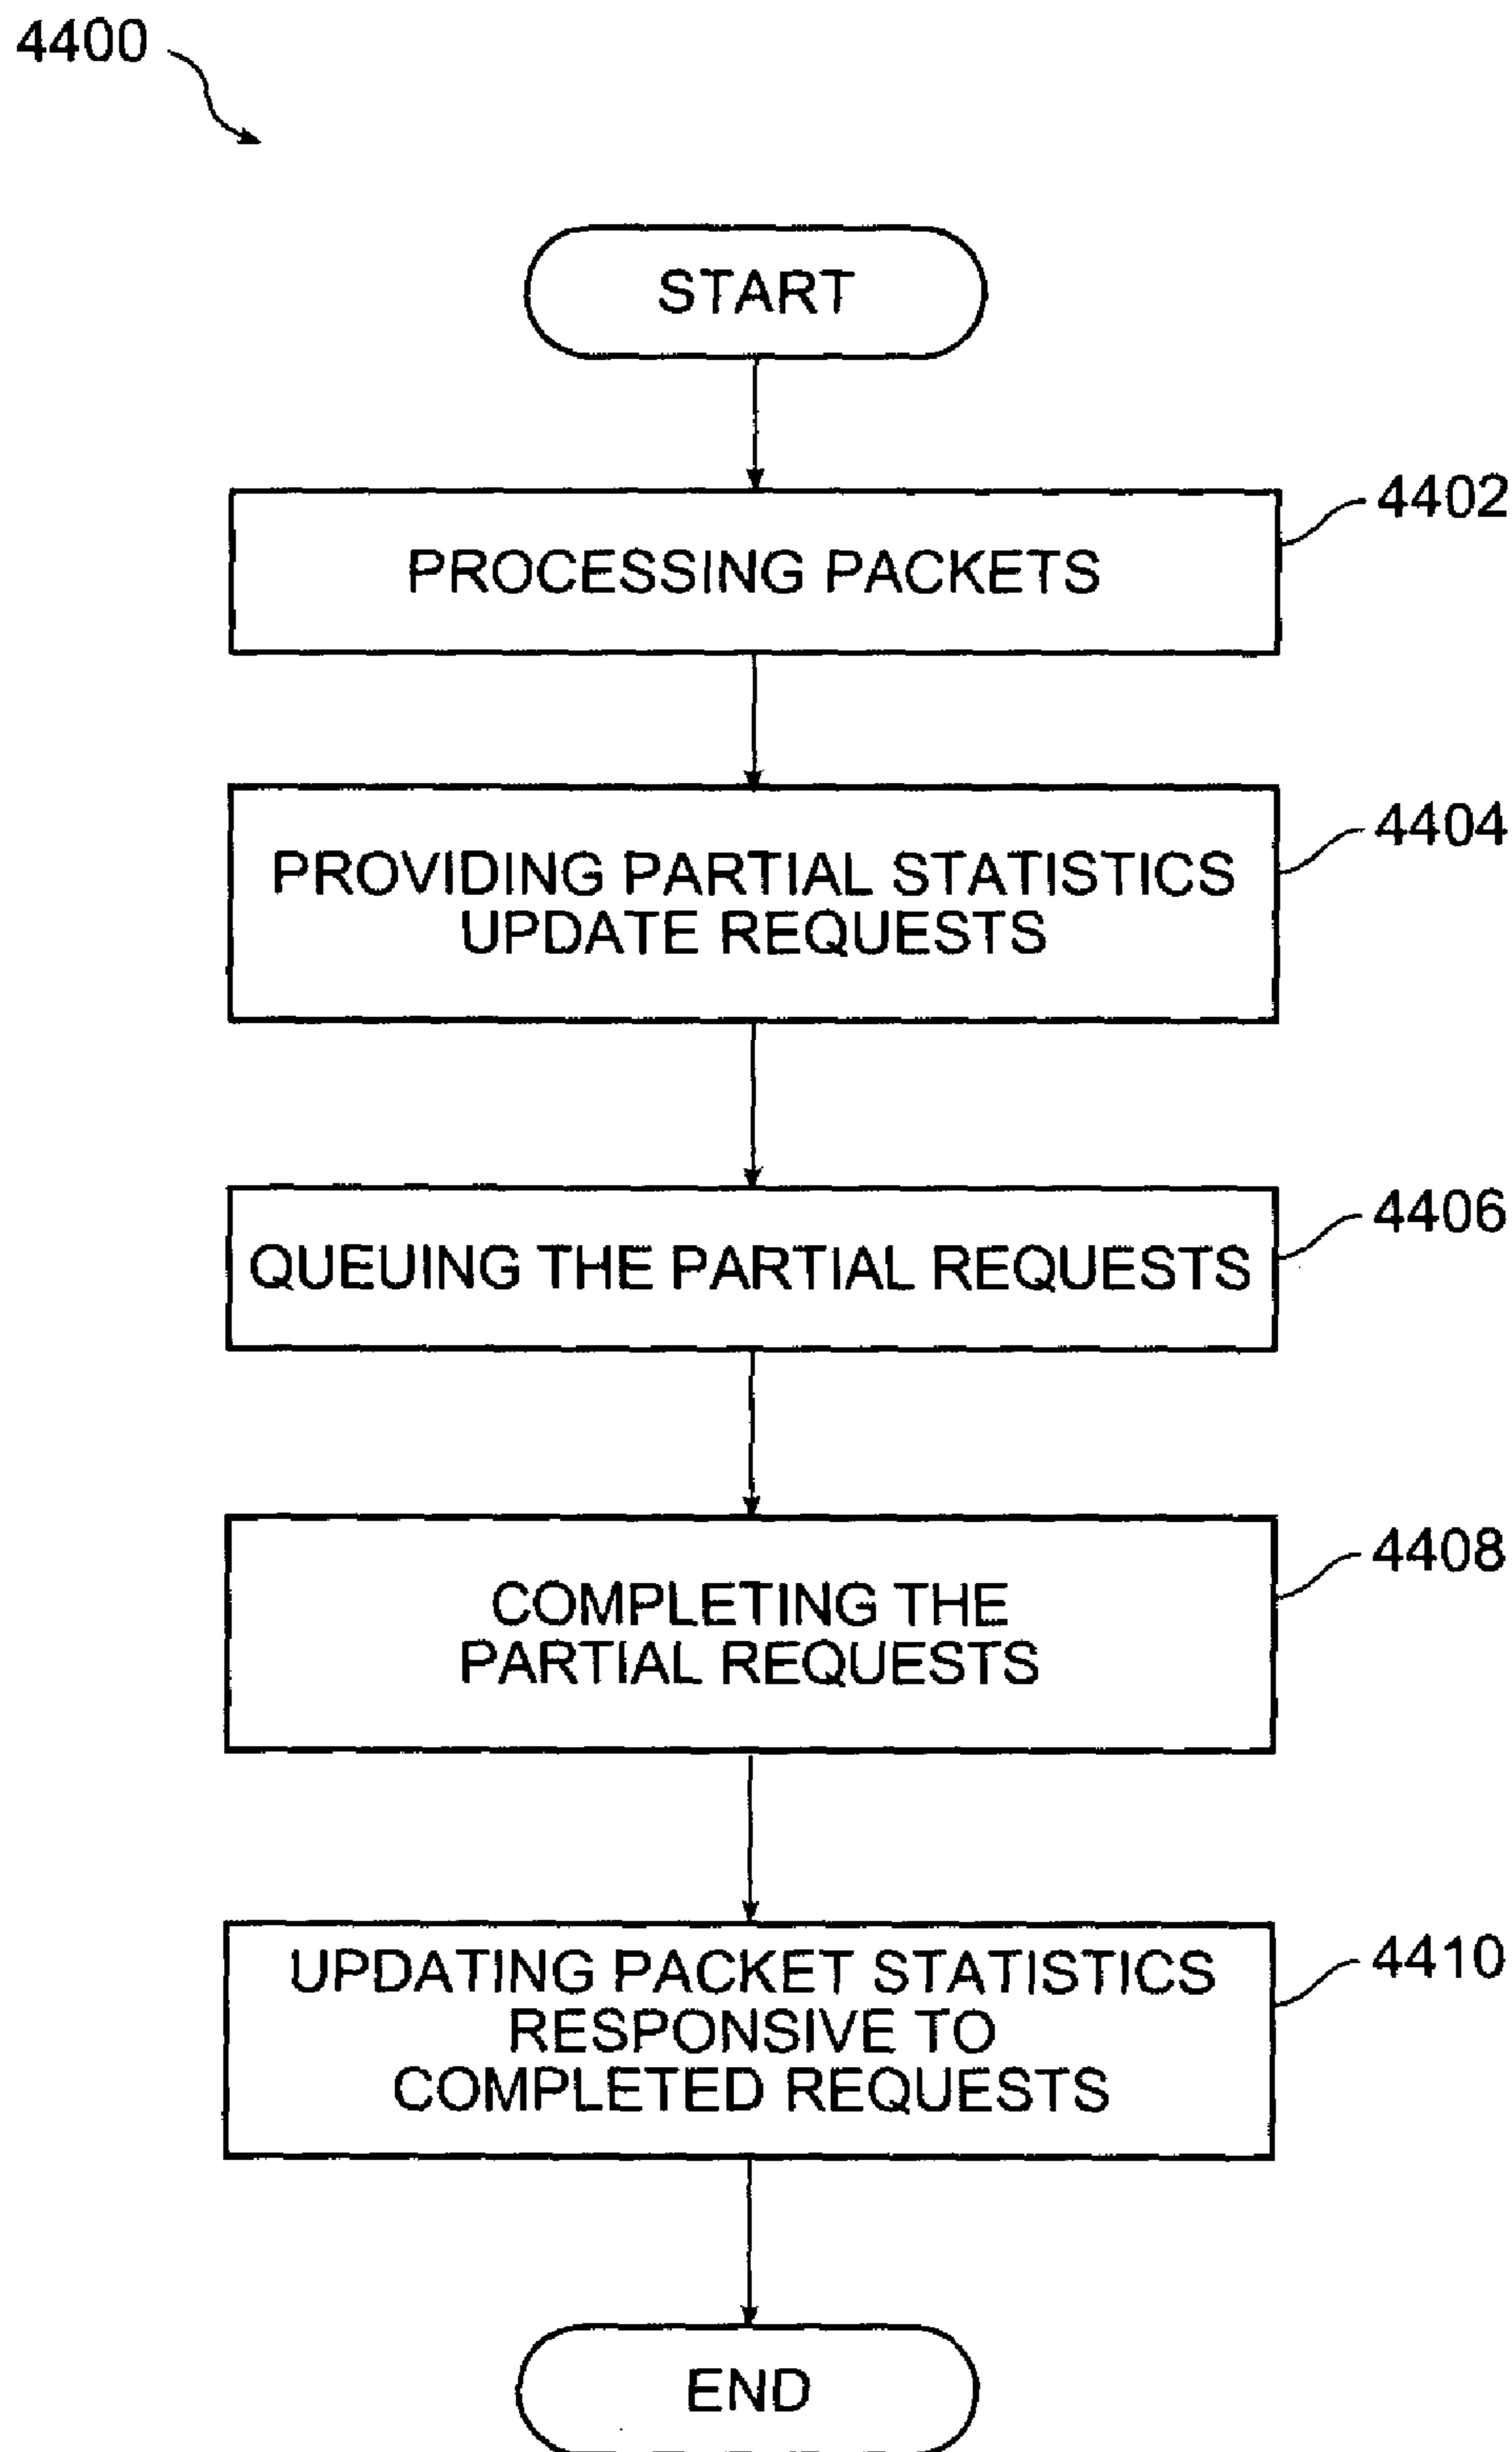 4400
START
4402
PROCESSING PACKETS
4404
PROVIDING PARTIAL STATISTICS
UPDATE REQUESTS
4406
QUEUING THE PARTIAL REQUESTS
4408
COMPLETING THE
PARTIAL REQUESTS
4410
UPDATING PACKET STATISTICS
RESPONSIVE TO
COMPLETED REQUESTS
END